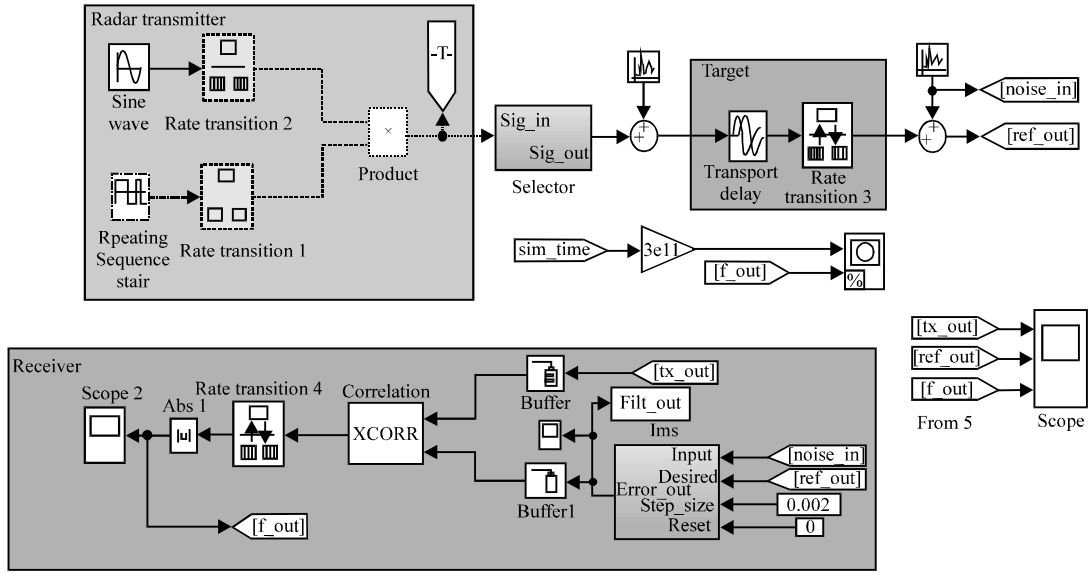 Radar transmitter
-T-
Sine
wave
Rate transition 2
×
Product
Rpeating
Sequence
stair
Rate transition 1
Sig_in
Sig_out
Selector
+
+
Target
Transport
delay
Rate
transition 3
+
+
[noise_in]
[ref_out]
sim_time
3e11
[f_out]
%
[tx_out]
[ref_out]
[f_out]
From 5
Scope
Receiver
Scope 2
Abs 1
|u|
Rate transition 4
Correlation
XCORR
Buffer
[tx_out]
Filt_out
Ims
Buffer1
Input
Desired
Error_out
Step_size
Reset
[noise_in]
[ref_out]
0.002
0
[f_out]